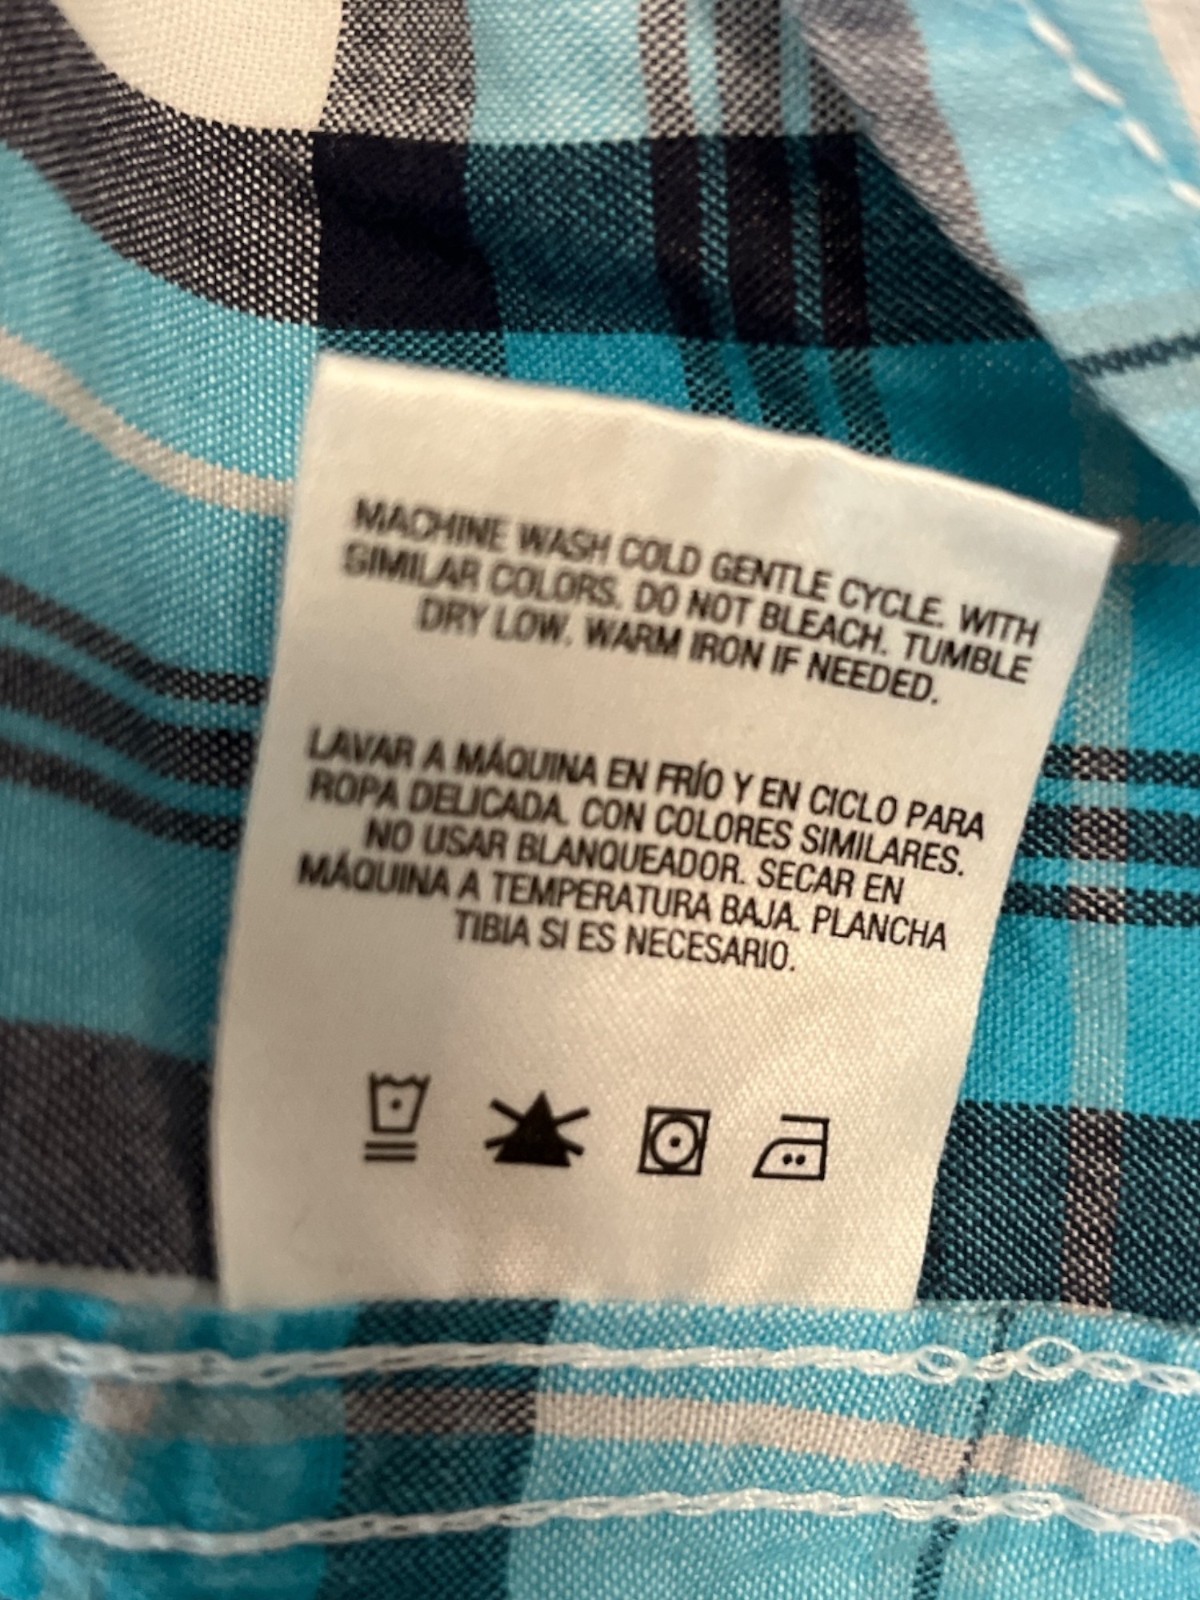 MACHINE WASH COLD GENTLE CYCLE. WITH
SIMILAR COLORS. DO NOT BLEACH. TUMBLE
DRY LOW. WARM IRON IF NEEDED.
LAVAR A MÁQUINA EN FRÍO Y EN CICLO PARA
ROPA DELICADA. CON COLORES SIMILARES.
NO USAR BLANQUEADOR. SECAR EN
MÁQUINA A TEMPERATURA BAJA. PLANCHA
TIBIA SI ES NECESARIO.